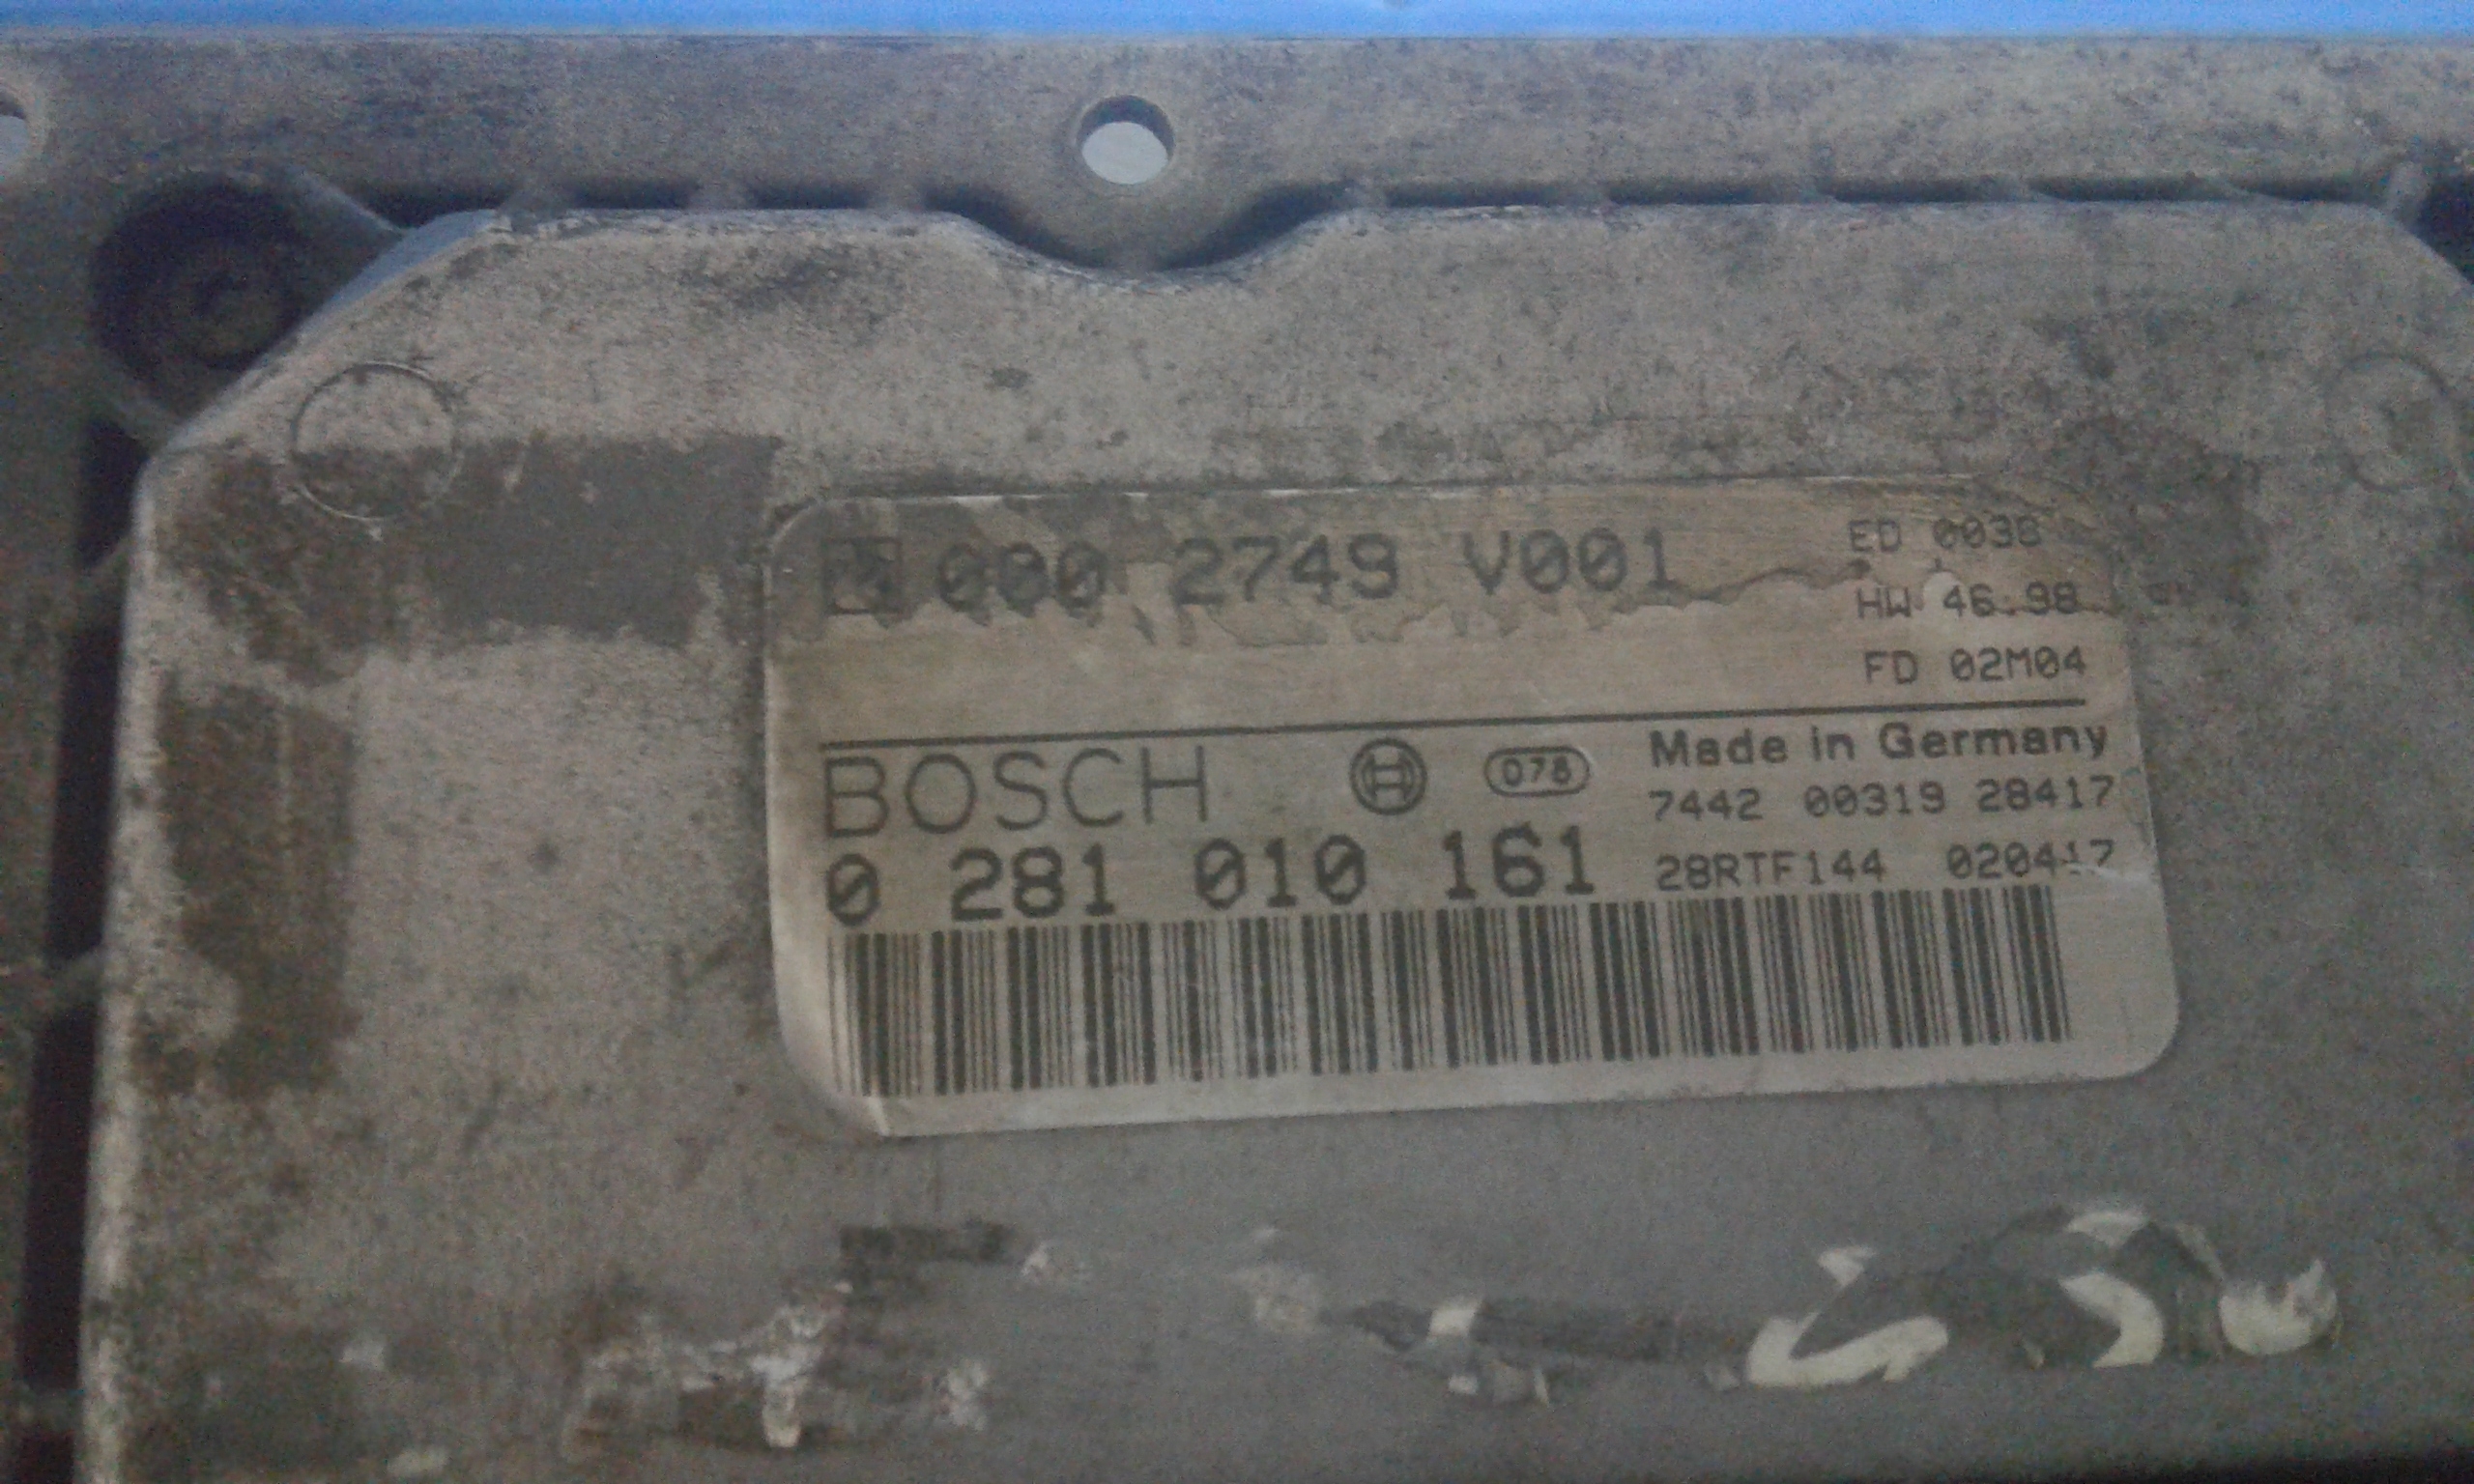 000 2749 V001
ED 0038
HW 46.98
FD 02M04
BOSCH
078
Made in Germany
7442 00319 28417
0 281 010 161
28RTF144 020417